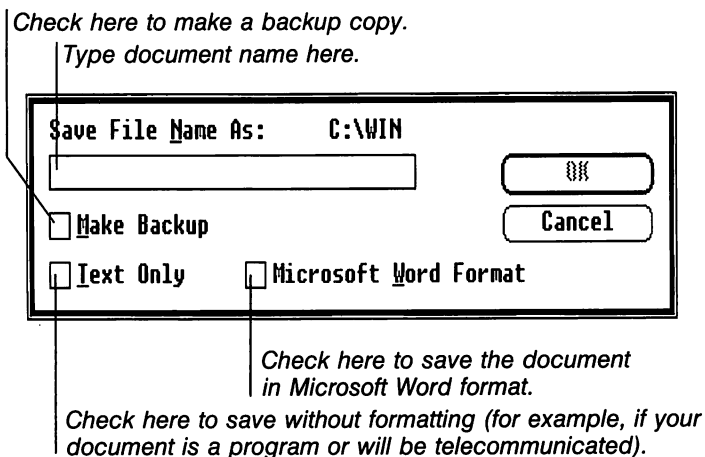 Check here to make a backup copy.
Type document name here.
Save File Name As: C:\WIN
OK
Make Backup
Cancel
Text Only
Microsoft Word Format
Check here to save the document
in Microsoft Word format.
Check here to save without formatting (for example, if your
document is a program or will be telecommunicated).